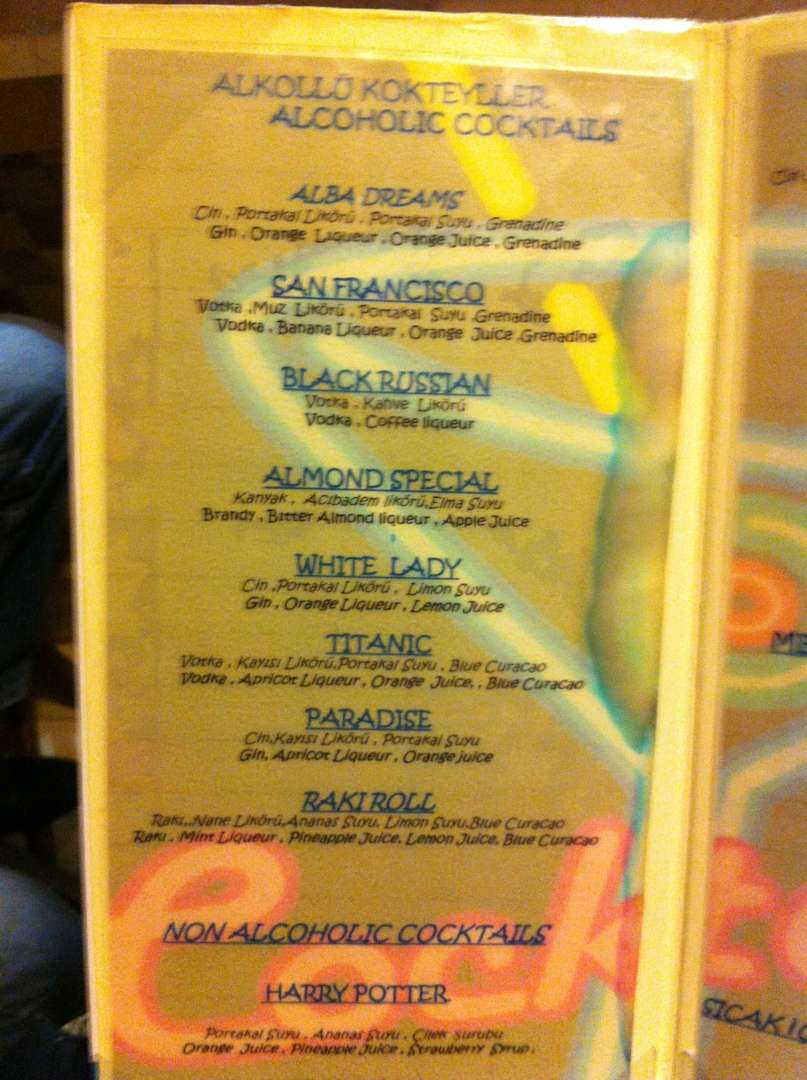 ALKOLLÜ KOKTEYLLER
ALCOHOLIC COCKTAILS
ALBA DREAMS
Cin , Portakal Likörü , Portakal Suyu , Grenadine
Gin , Orange Liqueur , Orange Juice , Grenadine
SAN FRANCISCO
Votka ,Muz Likörü , Portakal Suyu ,Grenadine
Vodka , Banana Liqueur , Orange Juice ,Grenadine
BLACK RUSSIAN
Votka , Kahve Likörü
Vodka , Coffee liqueur
ALMOND SPECIAL
Kanyak , Acıbadem likörü,Elma Suyu
Brandy , Bitter Almond liqueur , Apple Juice
WHITE LADY
Cin ,Portakal Likörü , Limon Suyu
Gin , Orange Liqueur , Lemon Juice
TITANIC
Votka , Kayısı Likörü,Portakal Suyu , Blue Curacao
Vodka , Apricot Liqueur , Orange Juice, , Blue Curacao
PARADISE
Cin,Kayısı Likörü , Portakal Suyu
Gin, Apricot Liqueur , Orange juice
RAKI ROLL
Rakı,,Nane Likörü,Ananas Suyu, Limon Suyu,Blue Curacao
Rakı , Mint Liqueur , Pineapple Juice, Lemon Juice, Blue Curacao
NON ALCOHOLIC COCKTAILS
HARRY POTTER
Portakal Suyu , Ananas Suyu , Çilek Şurubu
Orange Juice , Pineapple Juice , Strawberry Syrup ,
Cockt
ME
SICAK İÇ